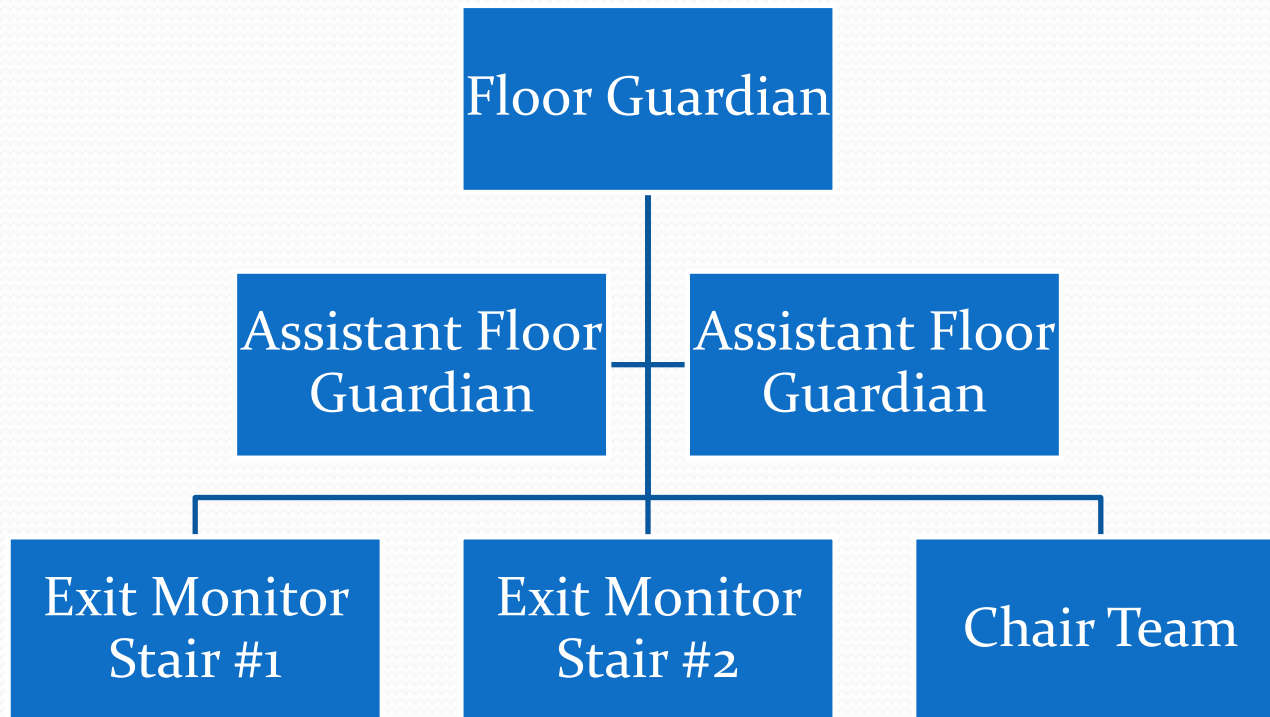 Floor Guardian
Assistant Floor
Guardian
Assistant Floor
Guardian
Exit Monitor
Stair #1
Exit Monitor
Stair #2
Chair Team